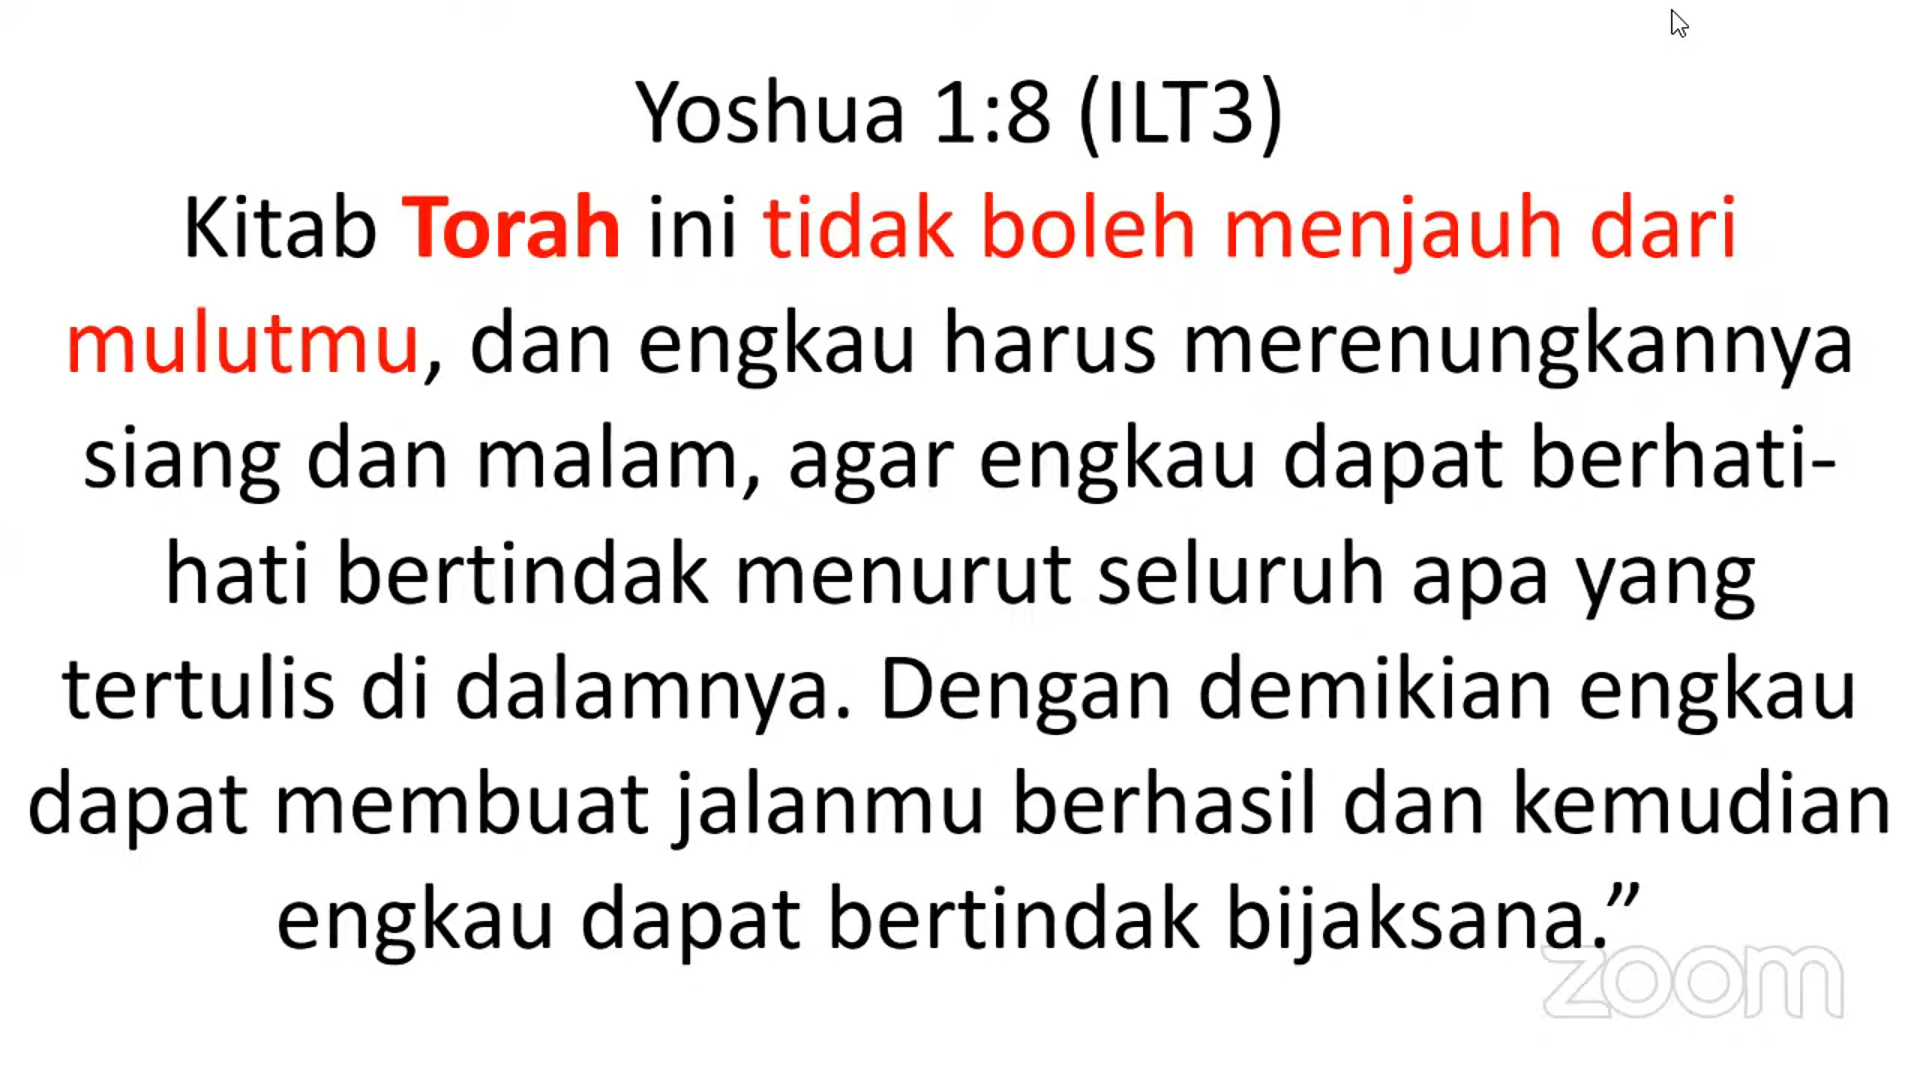 Yoshua 1:8 (ILT3)
Kitab Torah ini tidak boleh menjauh dari
mulutmu, dan engkau harus merenungkannya
siang dan malam, agar engkau dapat berhati-
hati bertindak menurut seluruh apa yang
tertulis di dalamnya. Dengan demikian engkau
dapat membuat jalanmu berhasil dan kemudian
engkau dapat bertindak bijaksana.”
zoom